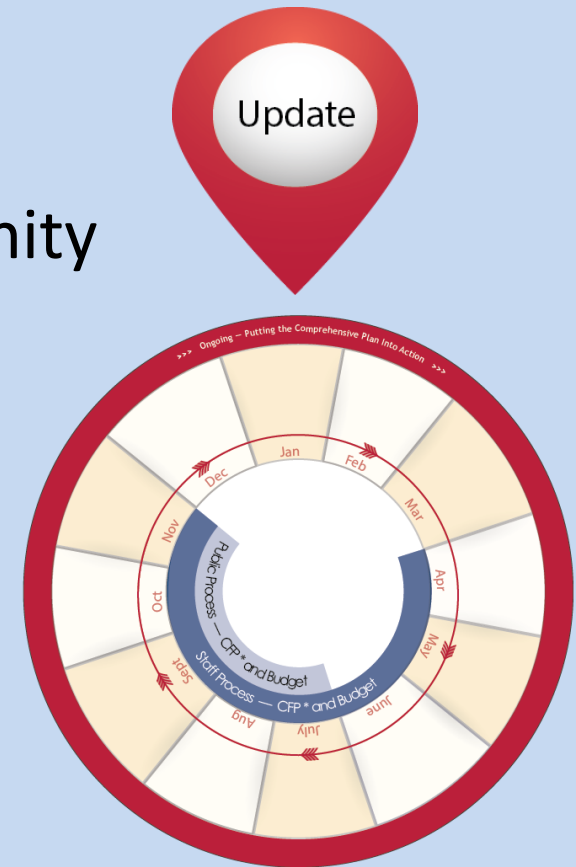 Update
nity
>>> Ongoing — Putting the Comprehensive Plan Into Action >>>
Jan
Feb
Mar
Apr
May
June
July
Aug
Sept
Oct
Nov
Dec
Public Process — CFP* and Budget
Staff Process — CFP* and Budget